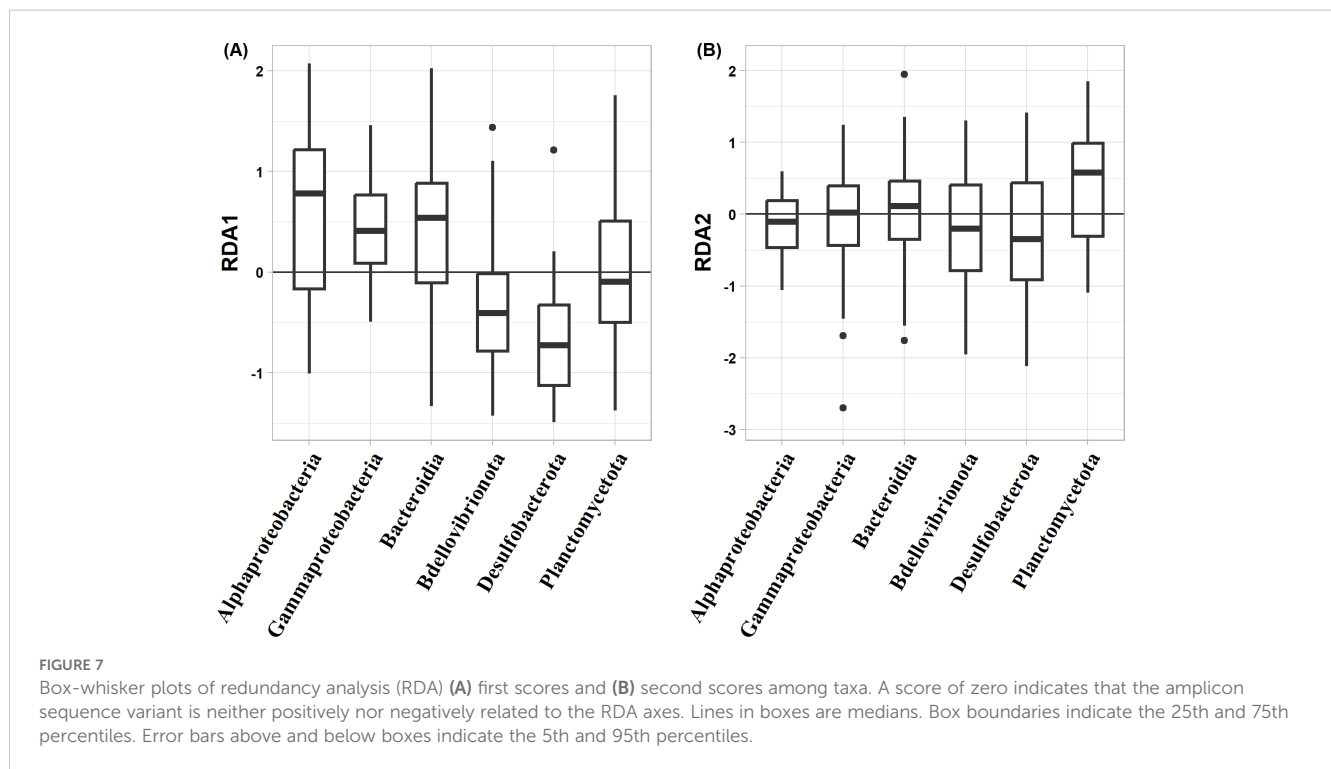 (A)
2
1
0
-1
RDA1
Alphaproteobacteria
Gammaproteobacteria
Bacteroidia
Bdellovibrionota
Desulfobacterota
Planctomycetota
(B)
2
1
0
-1
-2
-3
RDA2
Alphaproteobacteria
Gammaproteobacteria
Bacteroidia
Bdellovibrionota
Desulfobacterota
Planctomycetota
FIGURE 7
Box-whisker plots of redundancy analysis (RDA) (A) first scores and (B) second scores among taxa. A score of zero indicates that the amplicon
sequence variant is neither positively nor negatively related to the RDA axes. Lines in boxes are medians. Box boundaries indicate the 25th and 75th
percentiles. Error bars above and below boxes indicate the 5th and 95th percentiles.